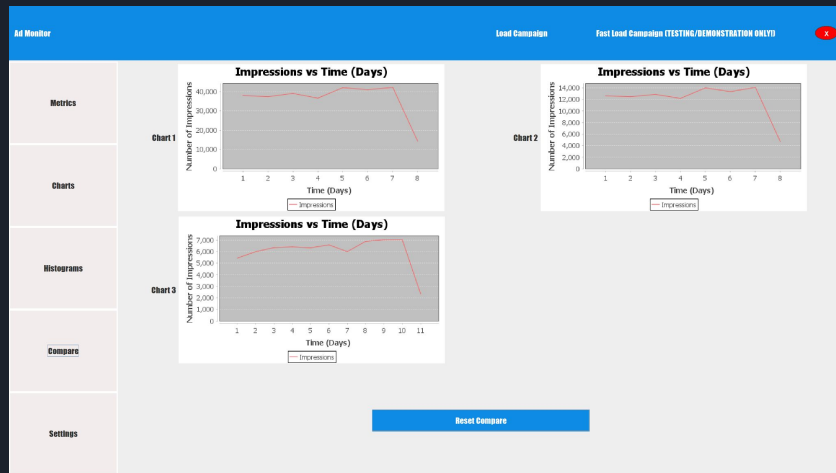 Ad Monitor
Load Campaign
Fast Load Campaign (TESTING/DEMONSTRATION ONLY!)
X
Metrics
Charts
Histograms
Compare
Settings
Chart 1
Impressions vs Time (Days)
Number of Impressions
40,000
30,000
20,000
10,000
0
1 2 3 4 5 6 7 8
Time (Days)
Impressions
Chart 2
Impressions vs Time (Days)
Number of Impressions
14,000
12,000
10,000
8,000
6,000
4,000
2,000
0
1 2 3 4 5 6 7 8
Time (Days)
Impressions
Chart 3
Impressions vs Time (Days)
Number of Impressions
7,000
6,000
5,000
4,000
3,000
2,000
1,000
0
1 2 3 4 5 6 7 8 9 10 11
Time (Days)
Impressions
Reset Compare